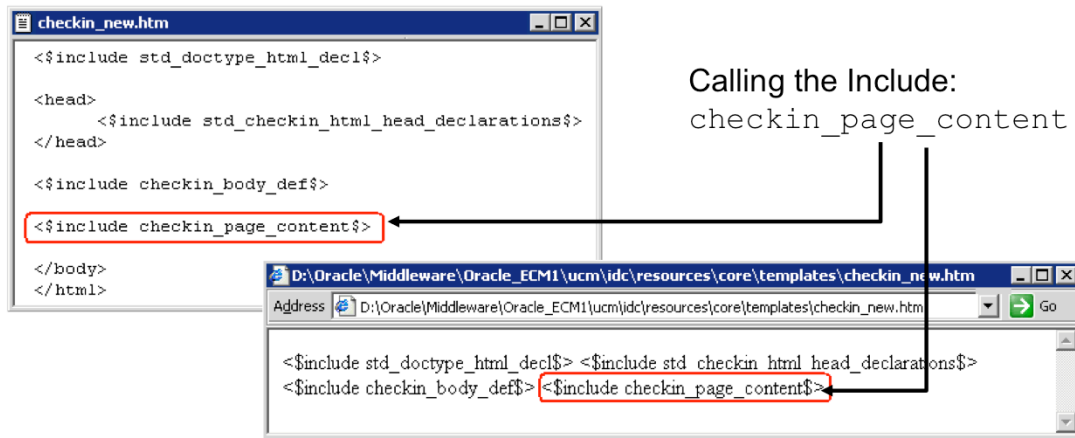 checkin_new.htm
<$include std_doctype_html_decl$>
<head>
<$include std_checkin_html_head_declarations$>
</head>
<$include checkin_body_def$>
<$include checkin_page_content$>
</body>
</html>
Calling the Include:
checkin_page_content
D:\Oracle\Middleware\Oracle_ECM1\ucm\idc\resources\core\templates\checkin_new.htm
Address D:\Oracle\Middleware\Oracle_ECM1\ucm\idc\resources\core\templates\checkin_new.htm Go
<$include std_doctype_html_decl$> <$include std_checkin_html_head_declarations$>
<$include checkin_body_def$> <$include checkin_page_content$>